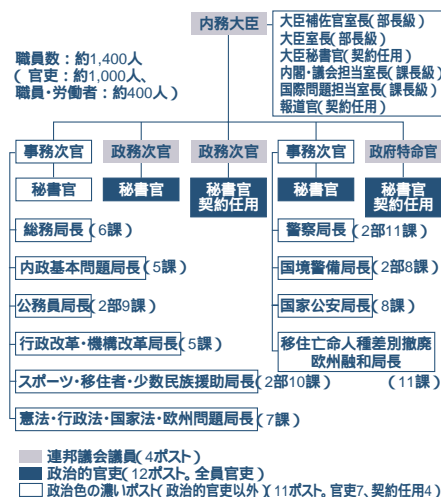 内務大臣
大臣補佐官室長(部長級)
大臣室長(部長級)
大臣秘書官(契約任用)
内閣・議会担当室長(課長級)
国際問題担当室長(課長級)
報道官(契約任用)
職員数：約1,400人
(官吏：約1,000人、
職員・労働者：約400人)
事務次官
政務次官
政務次官
事務次官
政府特命官
秘書官
秘書官
秘書官
契約任用
秘書官
秘書官
契約任用
総務局長(6課)
内政基本問題局長(5課)
公務員局長(2部9課)
行政改革・機構改革局長(5課)
スポーツ・移住者・少数民族援助局長(2部10課)
憲法・行政法・国家法・欧州問題局長(7課)
警察局長(2部11課)
国境警備局長(2部8課)
国家公安局長(8課)
移住亡命人種差別撤廃
欧州融和局長
(11課)
連邦議会議員(4ポスト)
政治的官吏(12ポスト。全員官吏)
政治色の濃いポスト(政治的官吏以外)(11ポスト。官吏7、契約任用4)